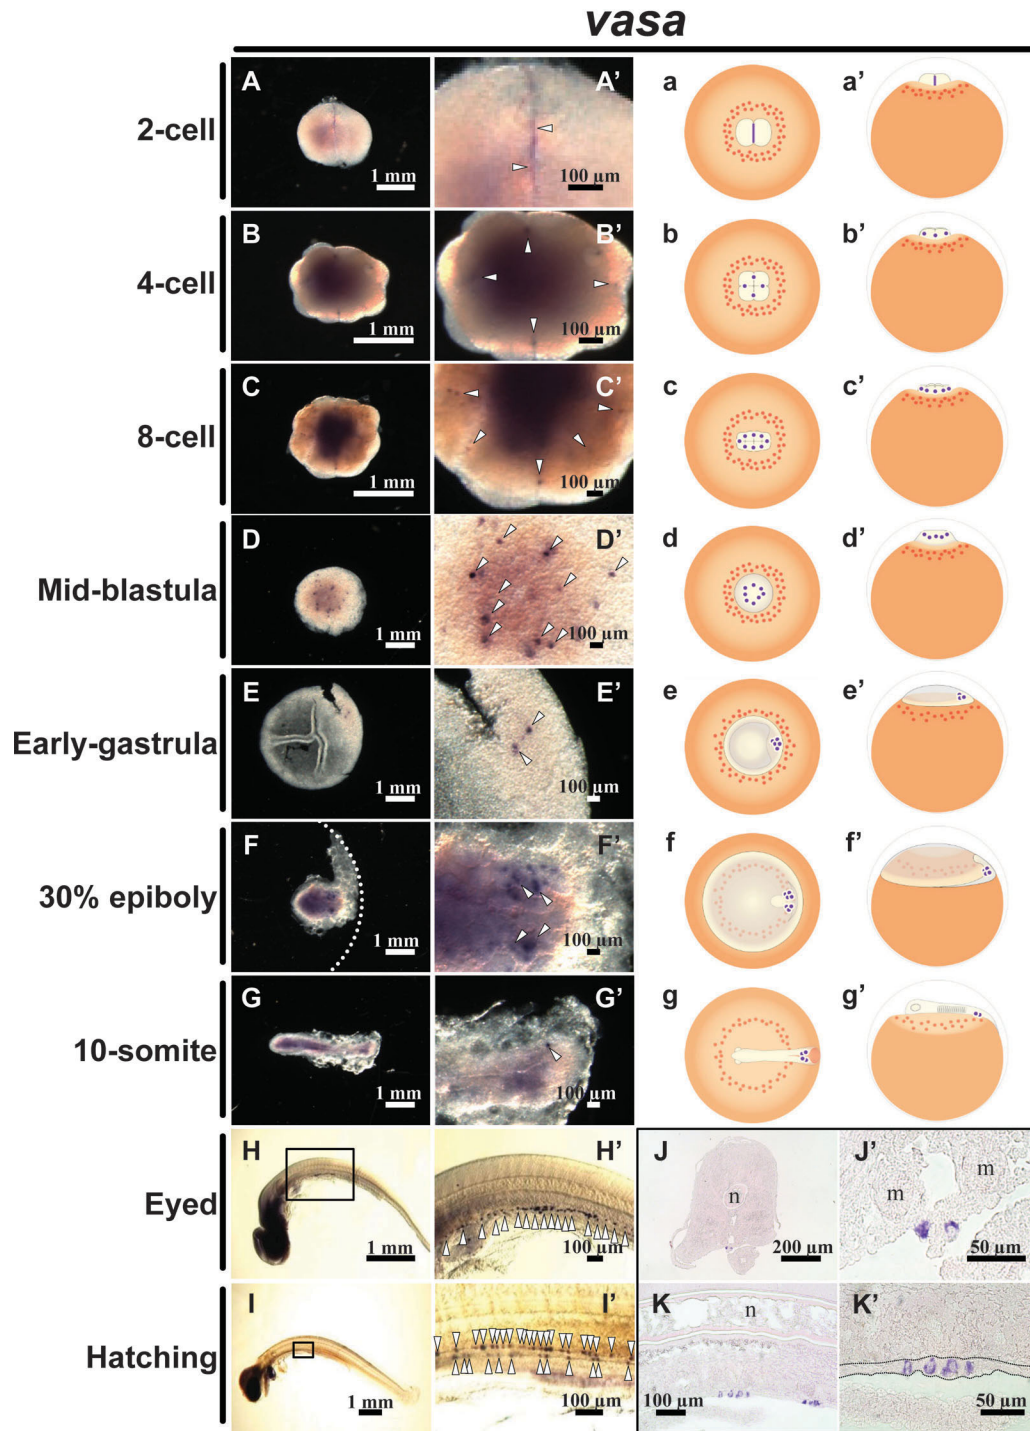 vasa
2-cell
A
1 mm
A'
100 µm
a
a'
4-cell
B
1 mm
B'
100 µm
b
b'
8-cell
C
1 mm
C'
100 µm
c
c'
Mid-blastula
D
1 mm
D'
100 µm
d
d'
Early-gastrula
E
1 mm
E'
100 µm
e
e'
30% epiboly
F
1 mm
F'
100 µm
f
f'
10-somite
G
1 mm
G'
100 µm
g
g'
Eyed
H
1 mm
H'
100 µm
J
n
200 µm
J'
m
m
50 µm
Hatching
I
1 mm
I'
100 µm
K
n
100 µm
K'
50 µm